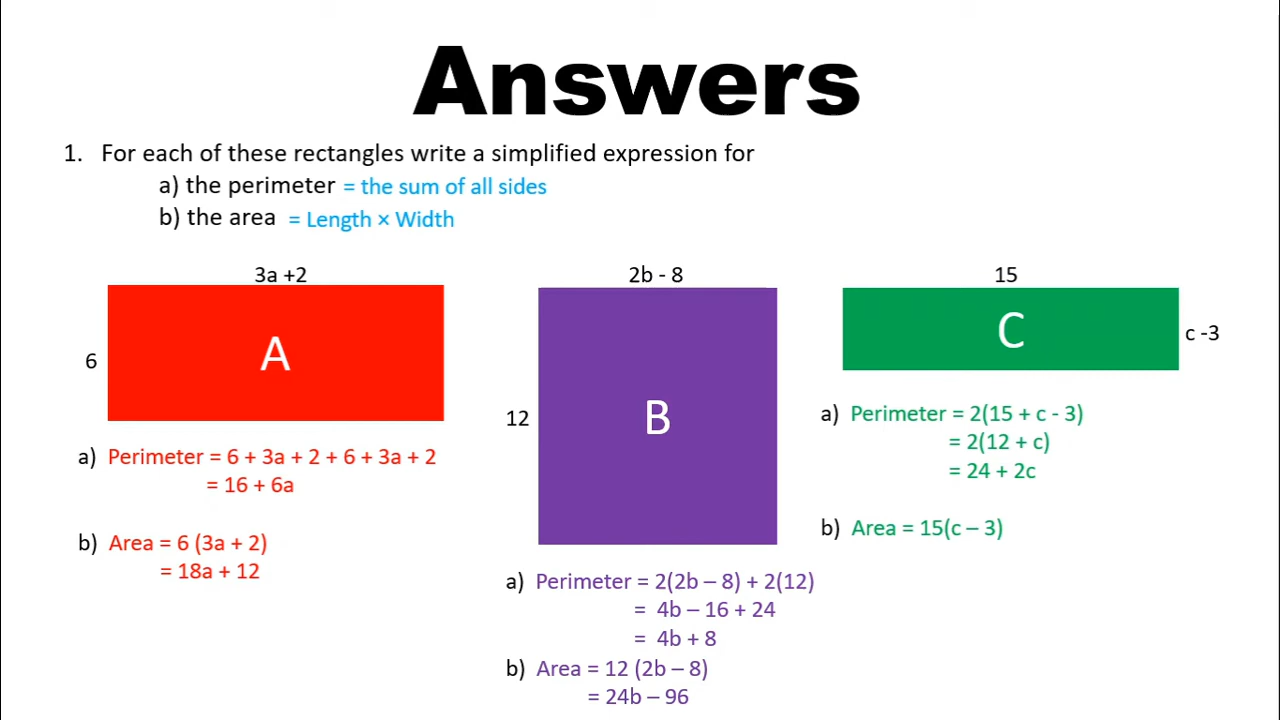 Answers
1. For each of these rectangles write a simplified expression for
a) the perimeter = the sum of all sides
b) the area = Length × Width
3a +2
6
A
a) Perimeter = 6 + 3a + 2 + 6 + 3a + 2
= 16 + 6a
b) Area = 6 (3a + 2)
= 18a + 12
2b - 8
12
B
a) Perimeter = 2(2b – 8) + 2(12)
= 4b – 16 + 24
= 4b + 8
b) Area = 12 (2b – 8)
= 24b – 96
15
C
c -3
a) Perimeter = 2(15 + c - 3)
= 2(12 + c)
= 24 + 2c
b) Area = 15(c – 3)